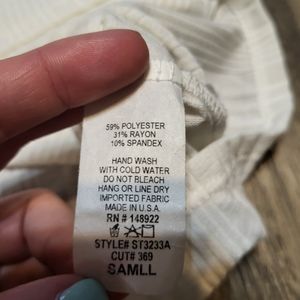 59% POLYESTER
31% RAYON
10% SPANDEX
HAND WASH
WITH COLD WATER
DO NOT BLEACH
HANG OR LINE DRY
IMPORTED FABRIC
MADE IN U.S.A.
RN # 148922
STYLE# ST3233A
CUT# 369
SAMLL